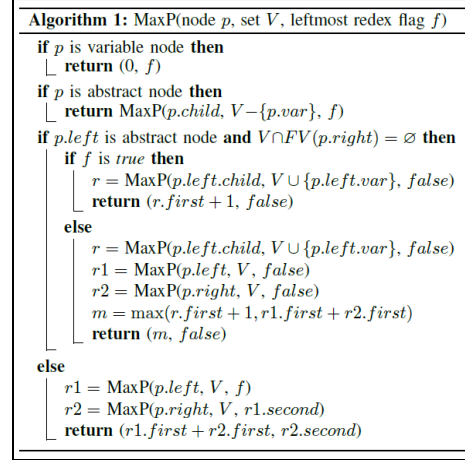 Algorithm 1: MaxP(node p, set V, leftmost redex flag f)
if p is variable node then
return (0, f)
if p is abstract node then
return MaxP(p.child, V−{p.var}, f)
if p.left is abstract node and V∩FV(p.right) = ∅ then
if f is true then
r = MaxP(p.left.child, V ∪ {p.left.var}, false)
return (r.first + 1, false)
else
r = MaxP(p.left.child, V ∪ {p.left.var}, false)
r1 = MaxP(p.left, V, false)
r2 = MaxP(p.right, V, false)
m = max(r.first + 1, r1.first + r2.first)
return (m, false)
else
r1 = MaxP(p.left, V, f)
r2 = MaxP(p.right, V, r1.second)
return (r1.first + r2.first, r2.second)